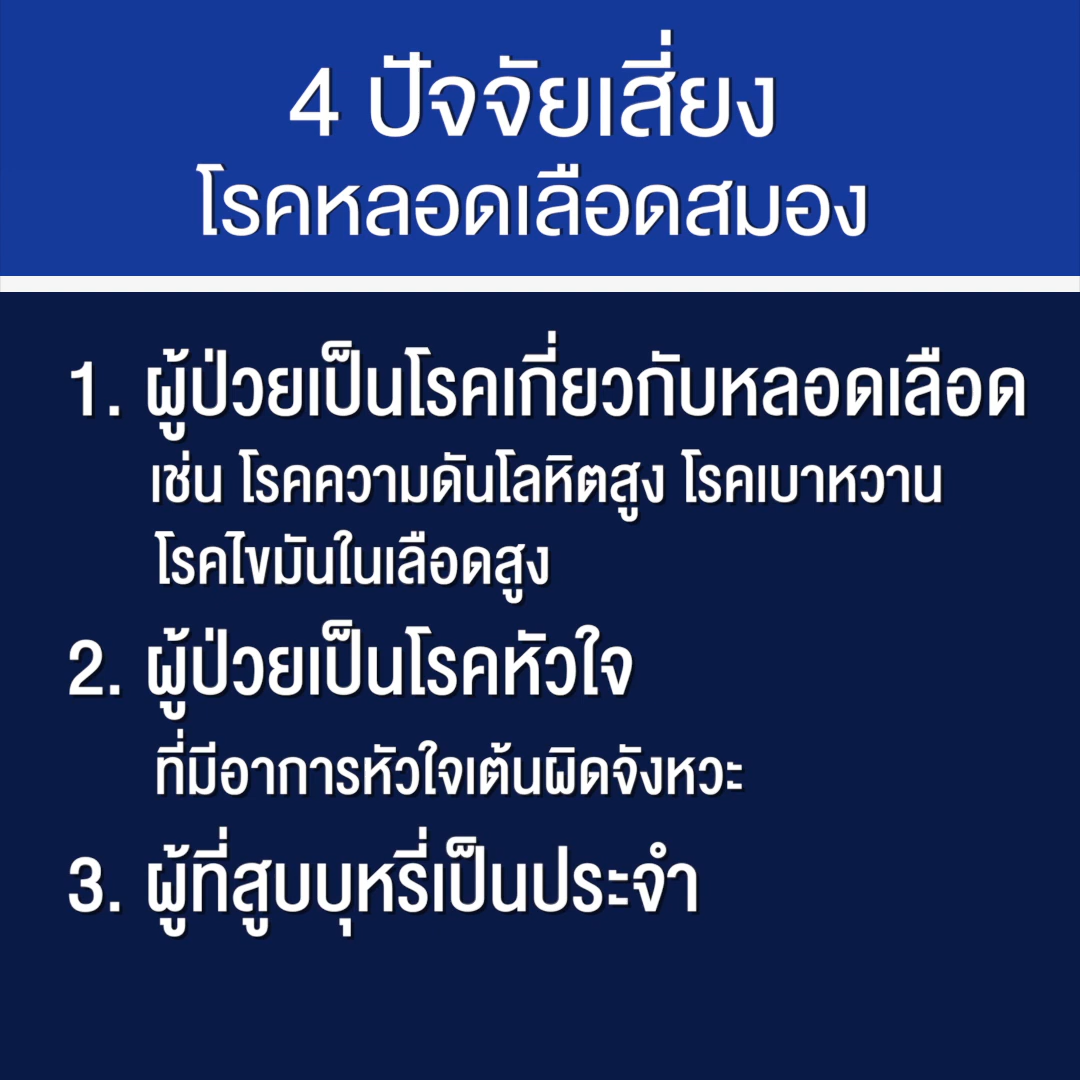 4 ปัจจัยเสี่ยง
โรคหลอดเลือดสมอง
1. ผู้ป่วยเป็นโรคเกี่ยวกับหลอดเลือด
เช่น โรคความดันโลหิตสูง โรคเบาหวาน
โรคไขมันในเลือดสูง
2. ผู้ป่วยเป็นโรคหัวใจ
ที่มีอาการหัวใจเต้นผิดจังหวะ
3. ผู้ที่สูบบุหรี่เป็นประจำ